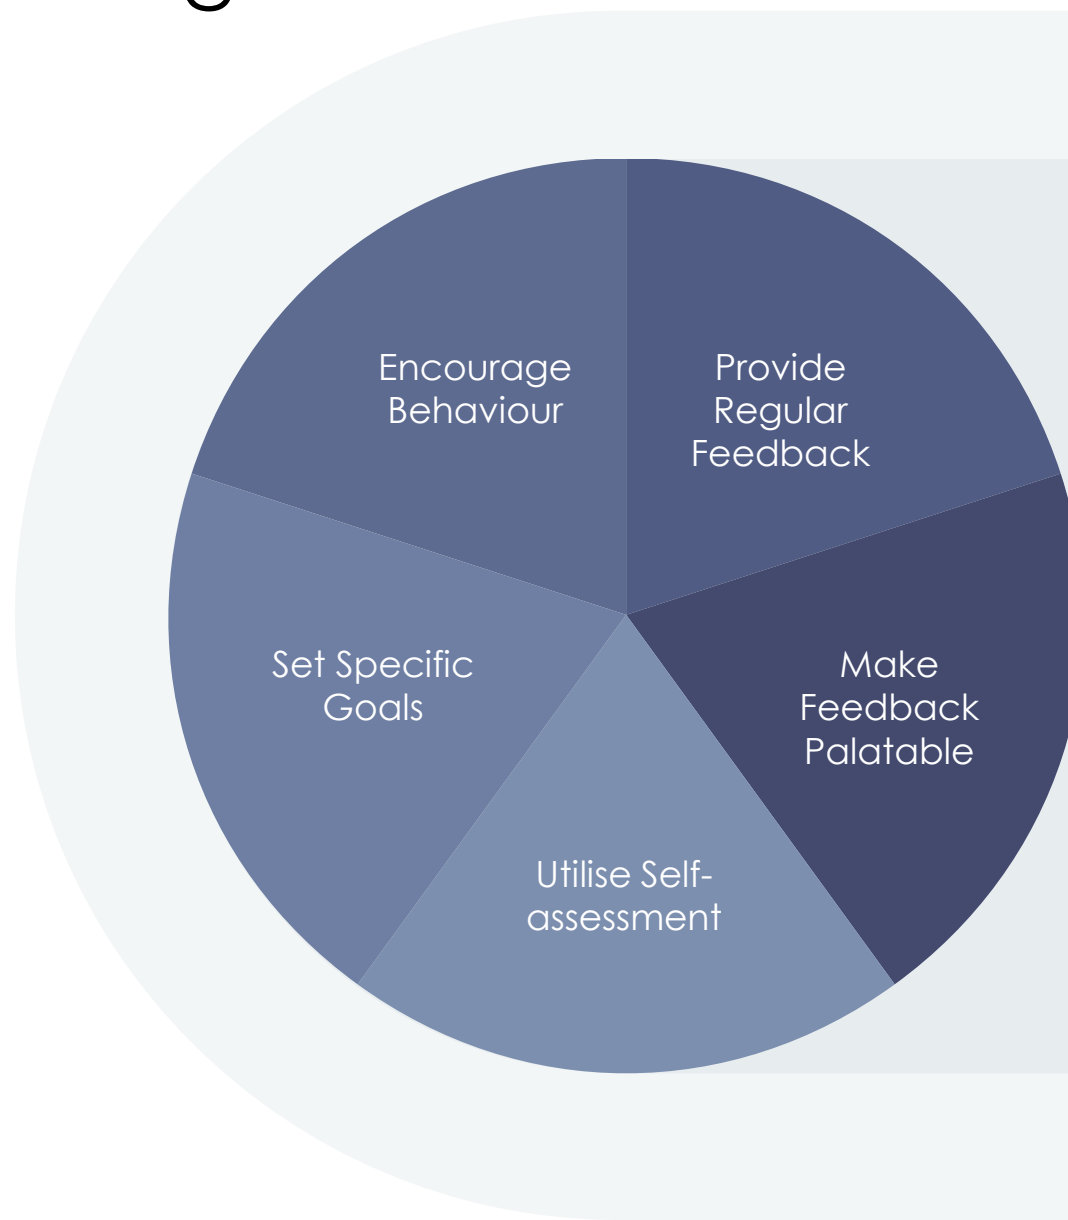 Encourage
Behaviour
Provide
Regular
Feedback
Set Specific
Goals
Make
Feedback
Palatable
Utilise Self-
assessment